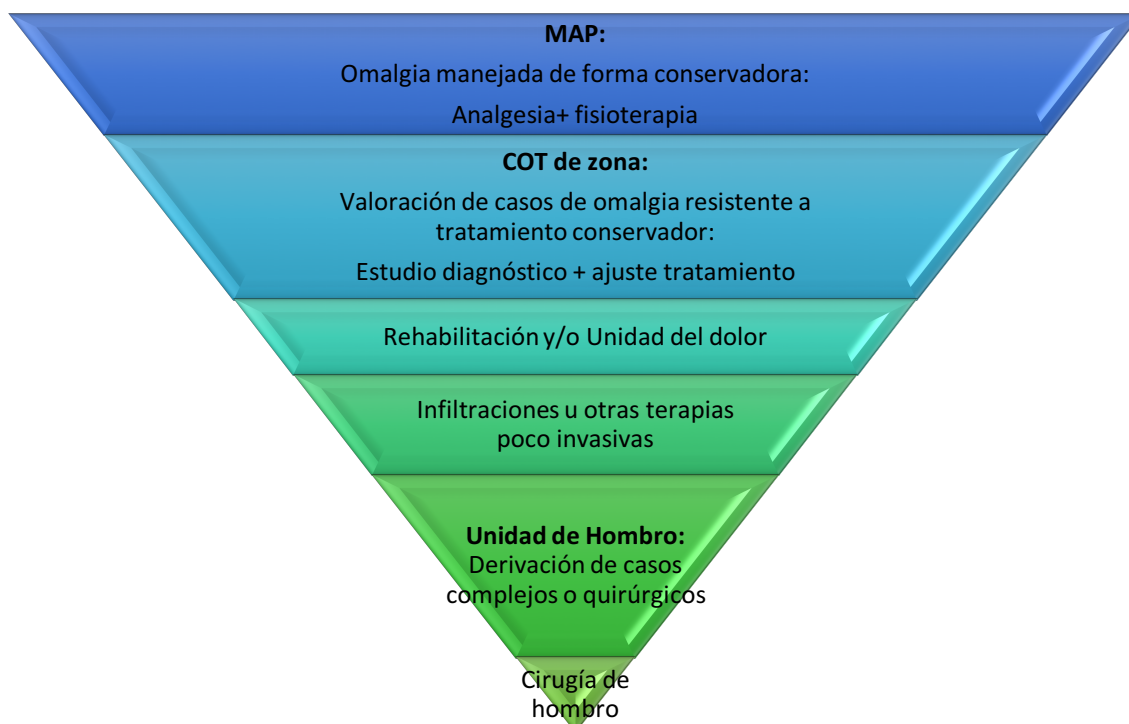 MAP:
Omalgia manejada de forma conservadora:
Analgesia+ fisioterapia
COT de zona:
Valoración de casos de omalgia resistente a
tratamiento conservador:
Estudio diagnóstico + ajuste tratamiento
Rehabilitación y/o Unidad del dolor
Infiltraciones u otras terapias
poco invasivas
Unidad de Hombro:
Derivación de casos
complejos o quirúrgicos
Cirugía de
hombro